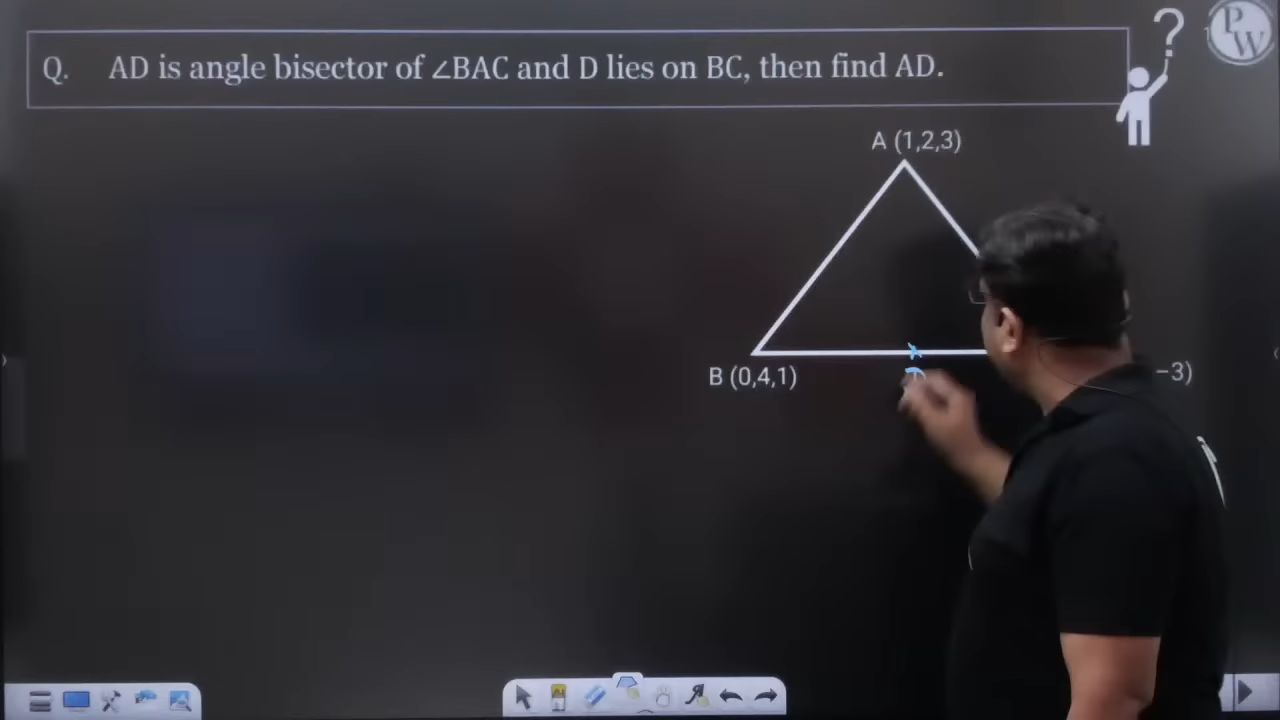 Q. AD is angle bisector of ∠BAC and D lies on BC, then find AD.
?
PW
A (1,2,3)
B (0,4,1)
−3)